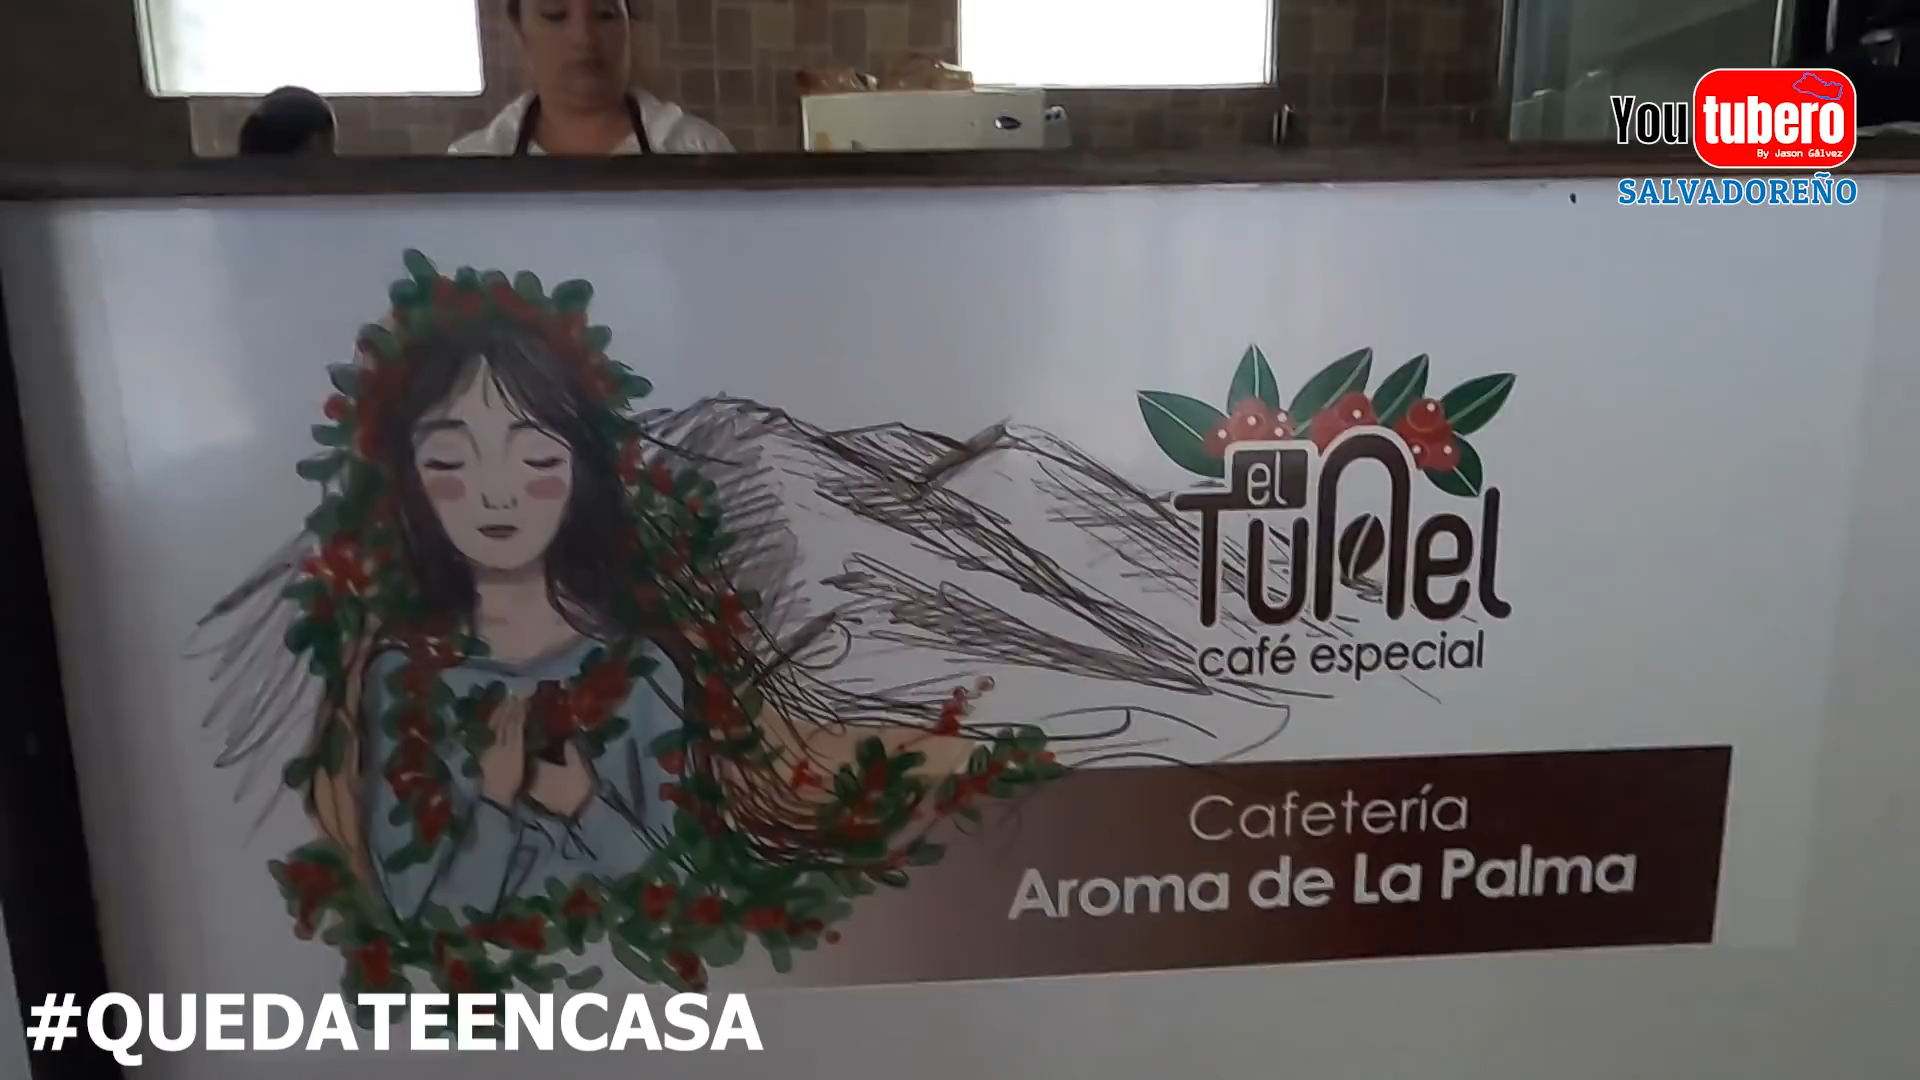 You tubero
By Jason Gálvez
SALVADOREÑO
el
Tunel
café especial
Cafetería
Aroma de La Palma
#QUEDATEENCASA